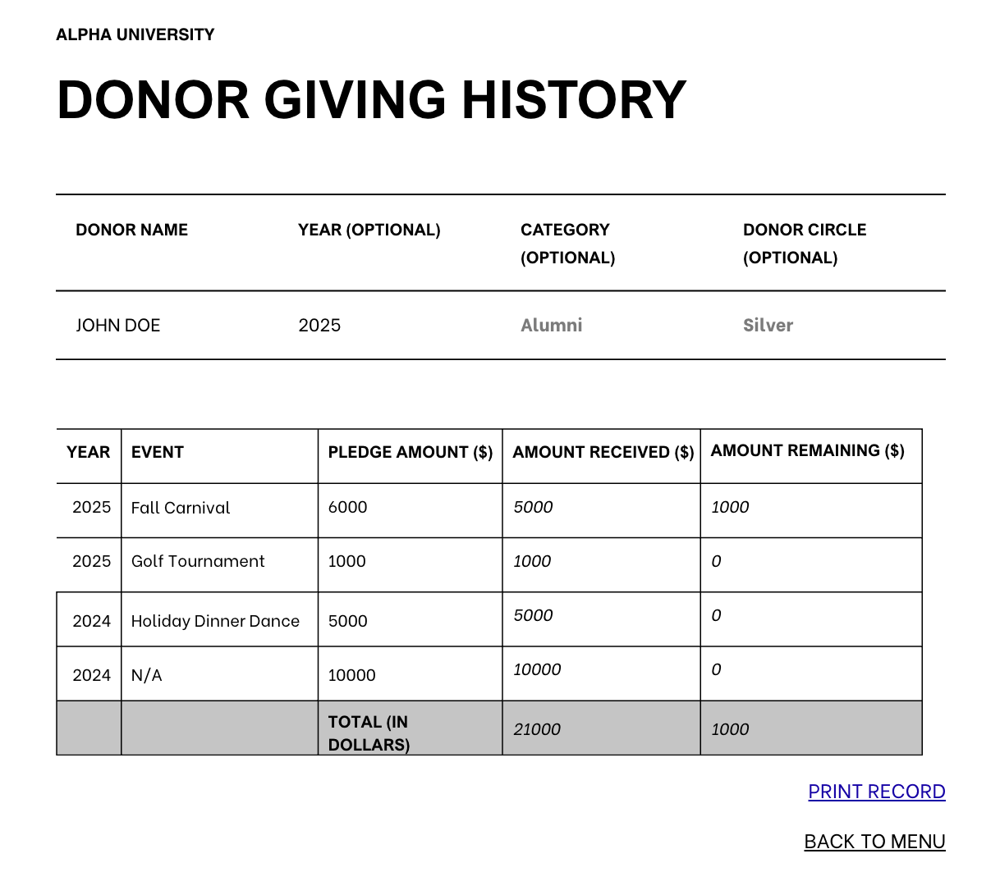 ALPHA UNIVERSITY
DONOR GIVING HISTORY
DONOR NAME YEAR (OPTIONAL) CATEGORY (OPTIONAL) DONOR CIRCLE (OPTIONAL)
JOHN DOE 2025 Alumni Silver
YEAR EVENT PLEDGE AMOUNT ($) AMOUNT RECEIVED ($) AMOUNT REMAINING ($)
2025 Fall Carnival 6000 5000 1000
2025 Golf Tournament 1000 1000 0
2024 Holiday Dinner Dance 5000 5000 0
2024 N/A 10000 10000 0
TOTAL (IN DOLLARS) 21000 1000
PRINT RECORD
BACK TO MENU